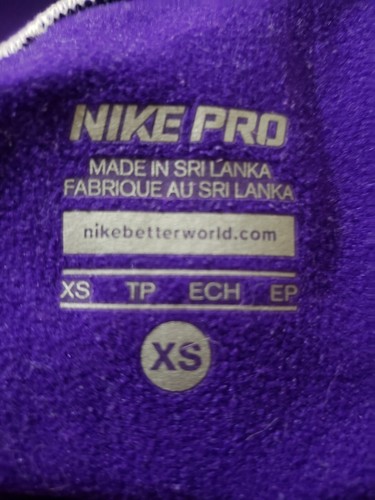 NIKE PRO
MADE IN SRI LANKA
FABRIQUE AU SRI LANKA
nikebetterworld.com
XS TP ECH EP
XS